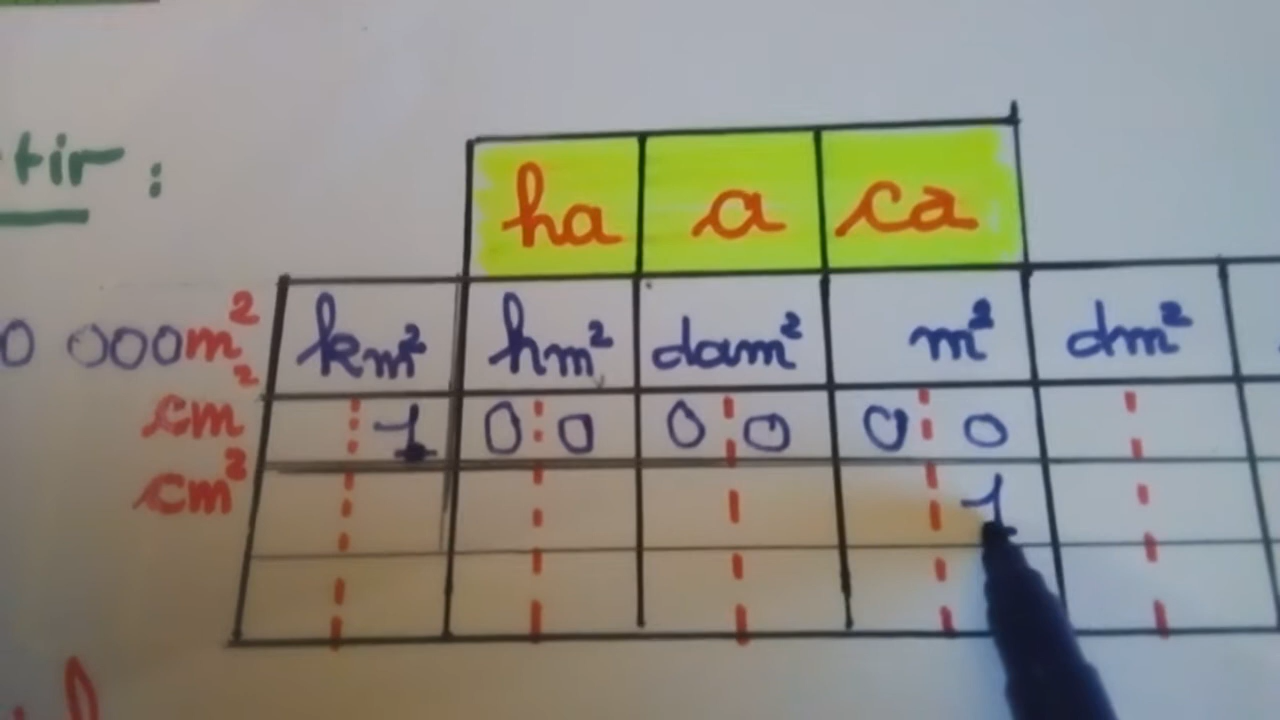 tir :
ha a ca
0 000m² km² hm² dam² m² dm²
cm² 1 0 0 0 0 0 0
cm² 1